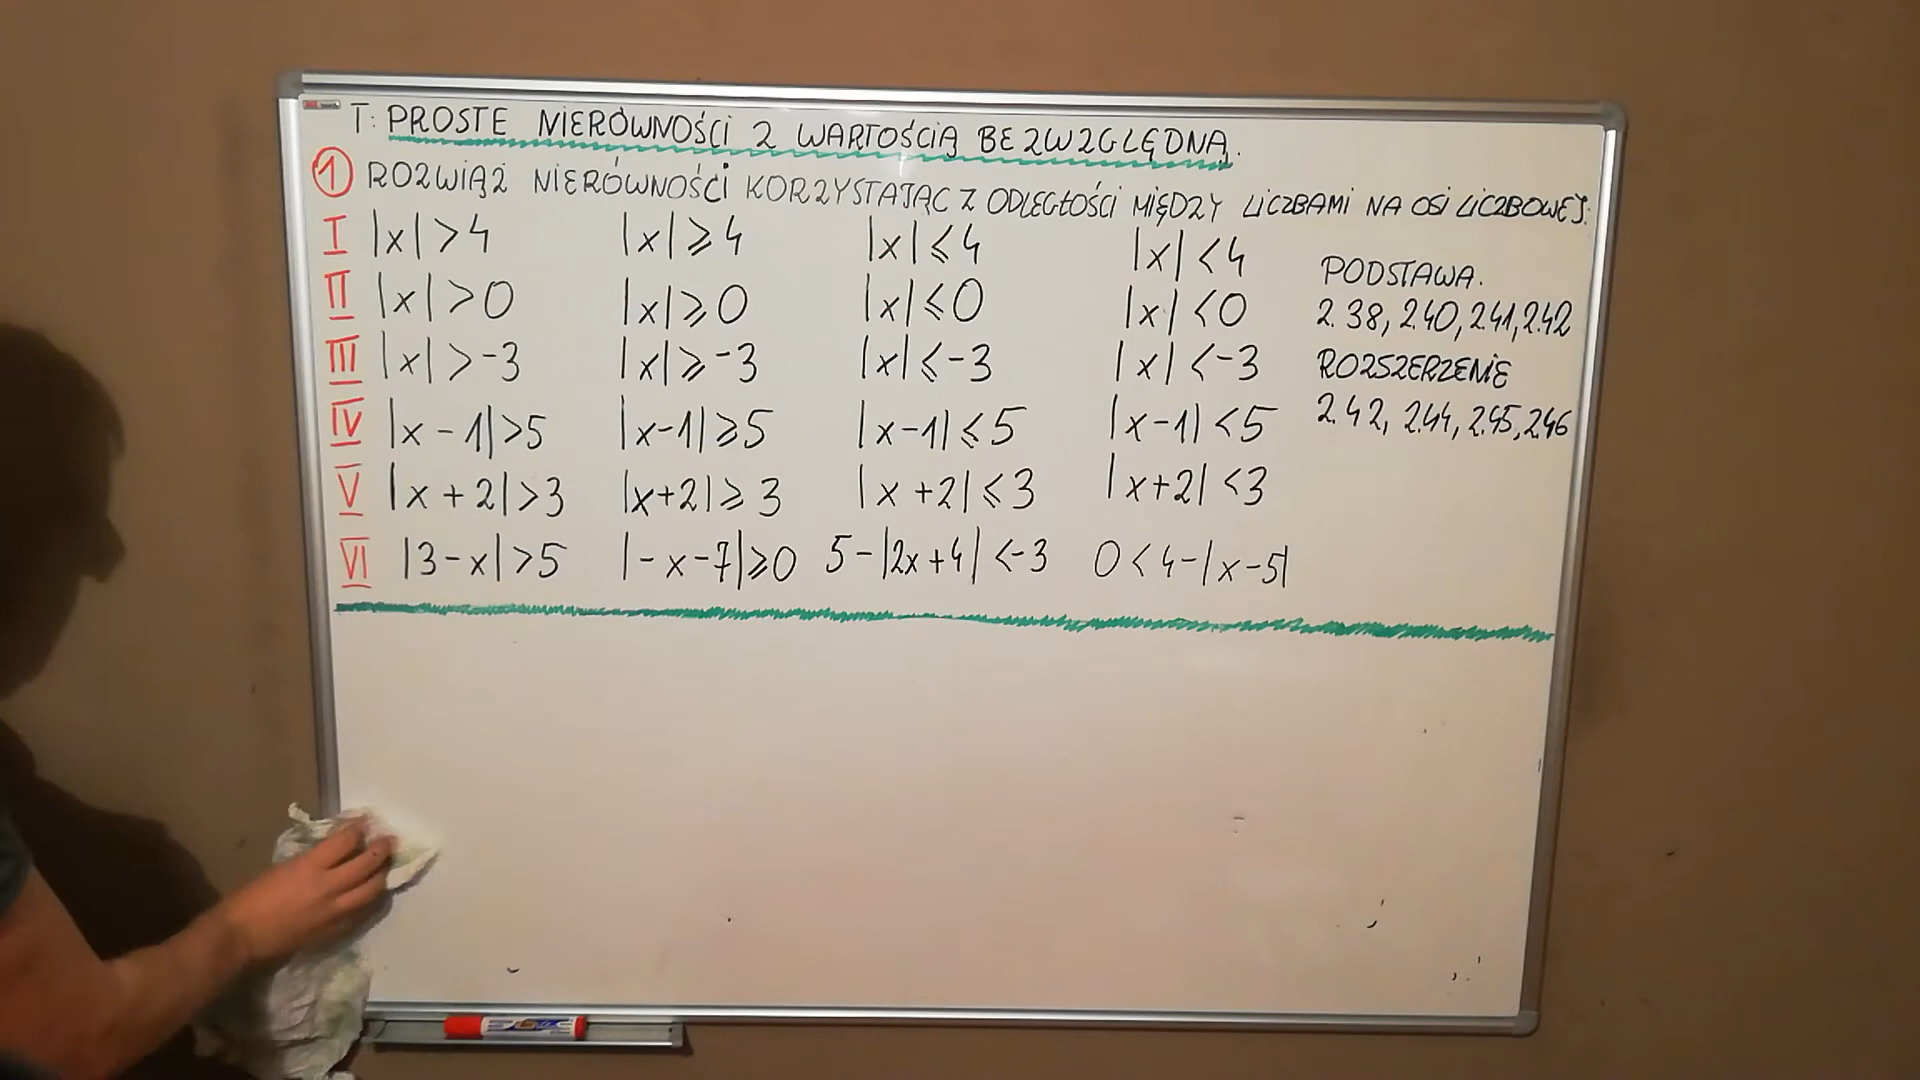 T: PROSTE NIERÓWNOŚCI Z WARTOŚCIĄ BEZWZGLĘDNĄ.
1 ROZWIĄŻ NIERÓWNOŚCI KORZYSTAJĄC Z ODLEGŁOŚCI MIĘDZY LICZBAMI NA OSI LICZBOWEJ:
I |x|>4 |x|⩾4 |x|⩽4 |x|<4
II |x|>0 |x|⩾0 |x|⩽0 |x|<0
III |x|>-3 |x|⩾-3 |x|⩽-3 |x|<-3
IV |x-1|>5 |x-1|⩾5 |x-1|⩽5 |x-1|<5
V |x+2|>3 |x+2|⩾3 |x+2|⩽3 |x+2|<3
VI |3-x|>5 |-x-7|⩾0 5-|2x+4|<-3 0<4-|x-5|
PODSTAWA.
2.38, 2.40, 2.41, 2.42
ROZSZERZENIE
2.42, 2.44, 2.45, 2.46